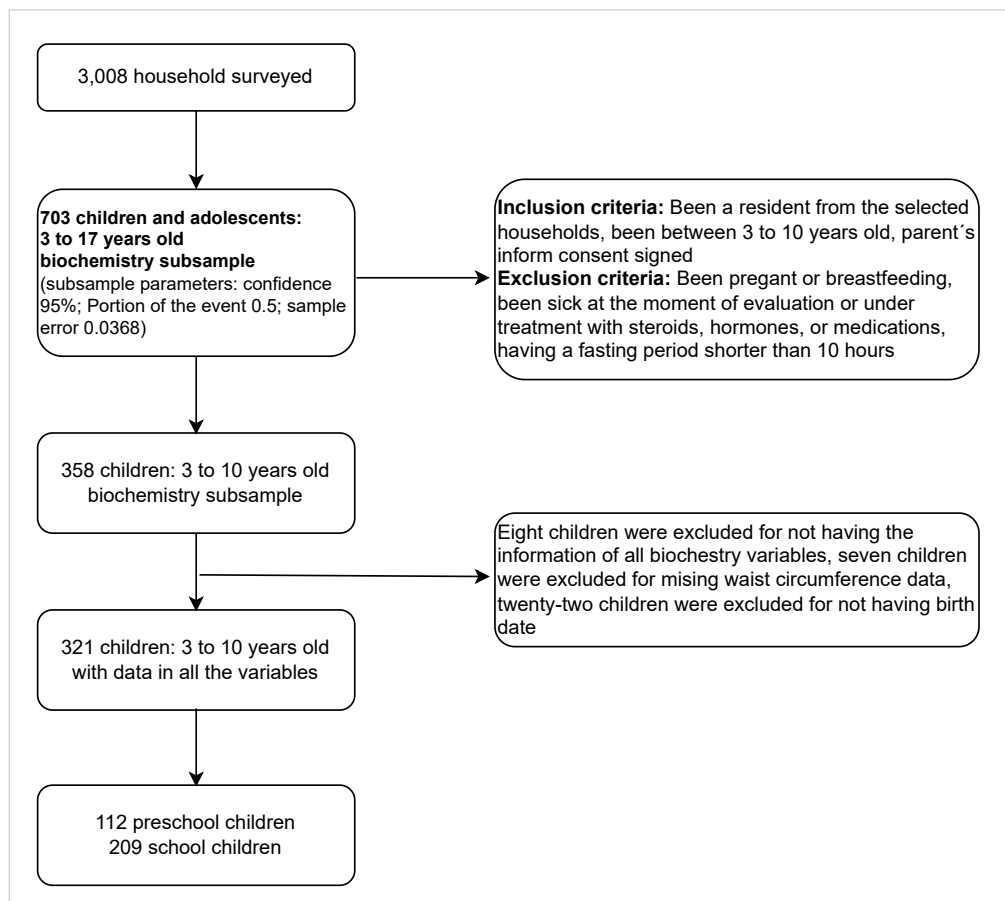 3,008 household surveyed
703 children and adolescents:
3 to 17 years old
biochemistry subsample
(subsample parameters: confidence
95%; Portion of the event 0.5; sample
error 0.0368)
Inclusion criteria: Been a resident from the selected
households, been between 3 to 10 years old, parent´s
inform consent signed
Exclusion criteria: Been pregant or breastfeeding,
been sick at the moment of evaluation or under
treatment with steroids, hormones, or medications,
having a fasting period shorter than 10 hours
358 children: 3 to 10 years old
biochemistry subsample
Eight children were excluded for not having the
information of all biochestry variables, seven children
were excluded for mising waist circumference data,
twenty-two children were excluded for not having birth
date
321 children: 3 to 10 years old
with data in all the variables
112 preschool children
209 school children